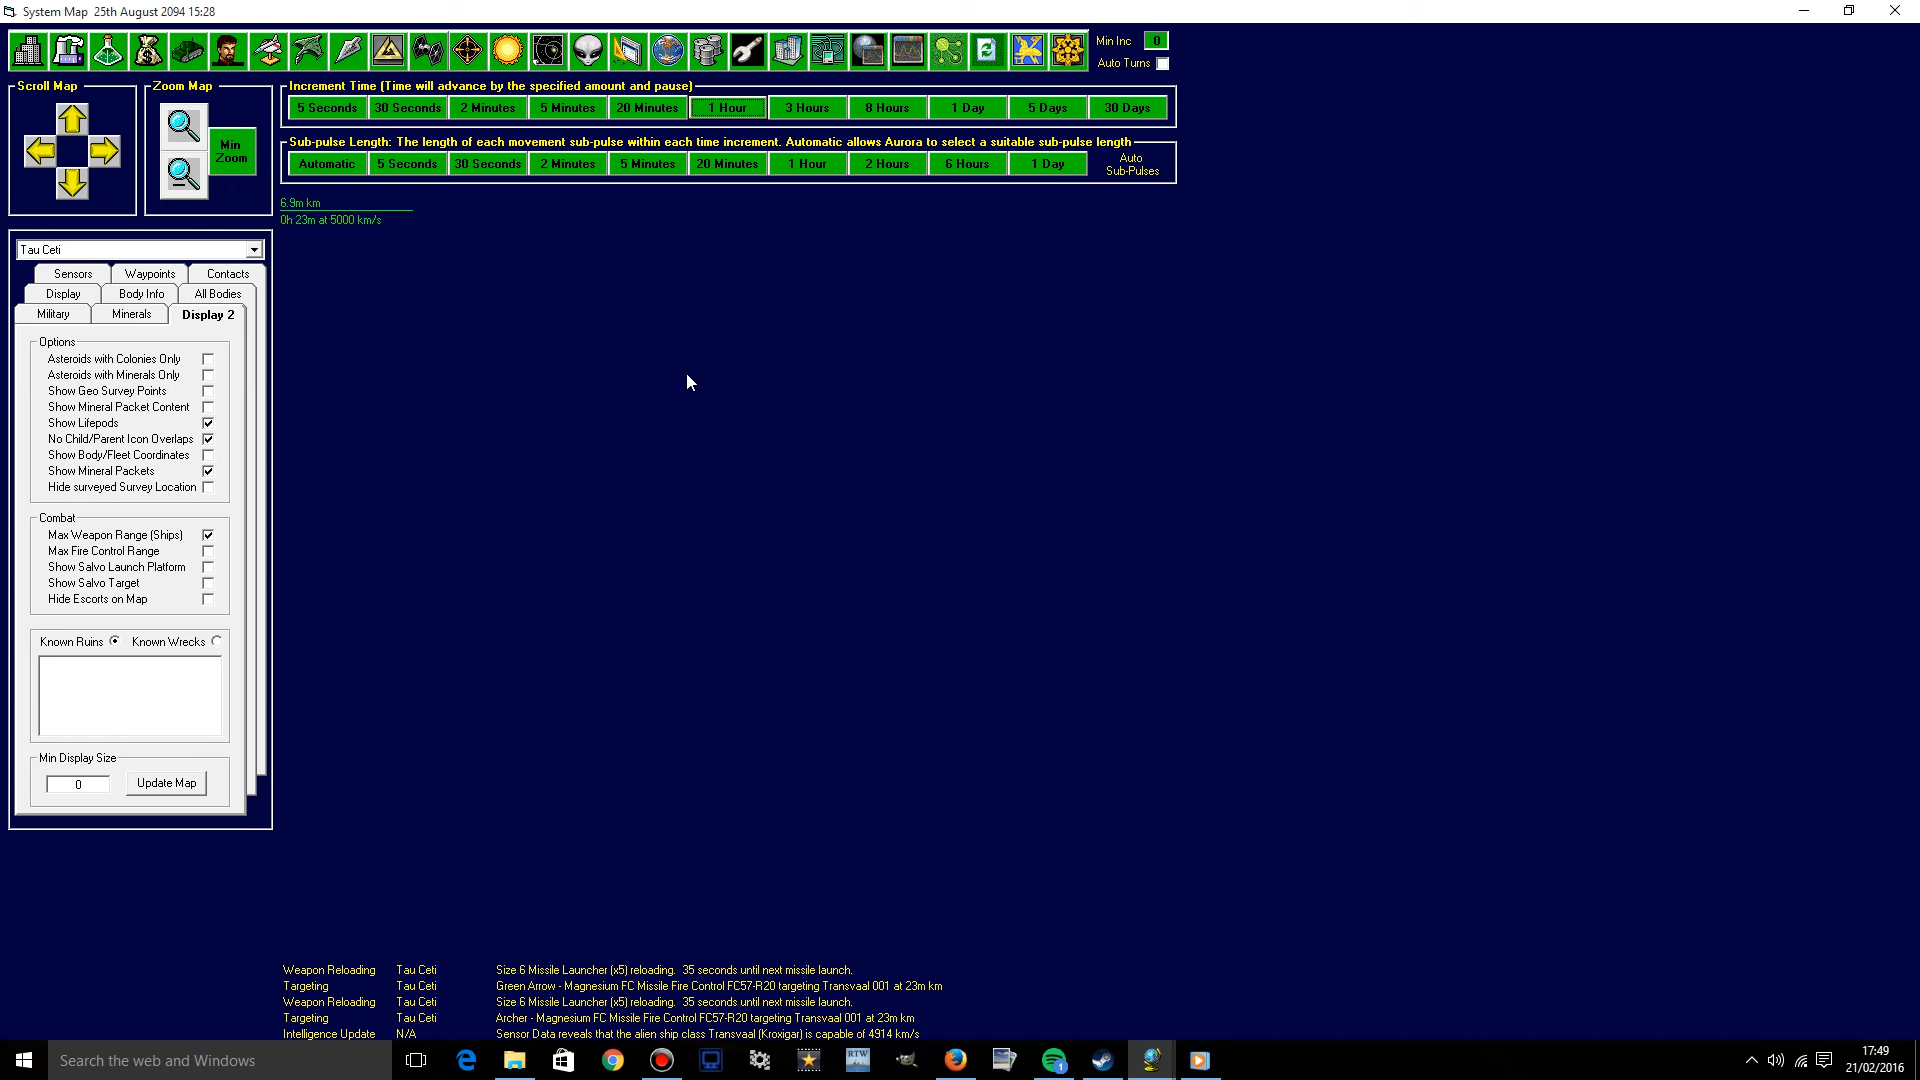 System Map   25th August 2094 15:28
Min Inc 0
Auto Turns
Scroll Map
Zoom Map
Min Zoom
Increment Time (Time will advance by the specified amount and pause)
5 Seconds 30 Seconds 2 Minutes 5 Minutes 20 Minutes 1 Hour 3 Hours 8 Hours 1 Day 5 Days 30 Days
Sub-pulse Length: The length of each movement sub-pulse within each time increment. Automatic allows Aurora to select a suitable sub-pulse length
Automatic 5 Seconds 30 Seconds 2 Minutes 5 Minutes 20 Minutes 1 Hour 2 Hours 6 Hours 1 Day
Auto
Sub-Pulses
6.9m km
0h 23m at 5000 km/s
Tau Ceti
Sensors Waypoints Contacts
Display Body Info All Bodies
Military Minerals Display 2
Options
Asteroids with Colonies Only
Asteroids with Minerals Only
Show Geo Survey Points
Show Mineral Packet Content
Show Lifepods
No Child/Parent Icon Overlaps
Show Body/Fleet Coordinates
Show Mineral Packets
Hide surveyed Survey Location
Combat
Max Weapon Range (Ships)
Max Fire Control Range
Show Salvo Launch Platform
Show Salvo Target
Hide Escorts on Map
Known Ruins Known Wrecks
Min Display Size
0 Update Map
Weapon Reloading Tau Ceti Size 6 Missile Launcher (x5) reloading.  35 seconds until next missile launch.
Targeting Tau Ceti Green Arrow - Magnesium FC Missile Fire Control FC57-R20 targeting Transvaal 001 at 23m km
Weapon Reloading Tau Ceti Size 6 Missile Launcher (x5) reloading.  35 seconds until next missile launch.
Targeting Tau Ceti Archer - Magnesium FC Missile Fire Control FC57-R20 targeting Transvaal 001 at 23m km
Intelligence Update N/A Sensor Data reveals that the alien ship class Transvaal (Kroxigar) is capable of 4914 km/s
Search the web and Windows
RTW
1
17:49
21/02/2016